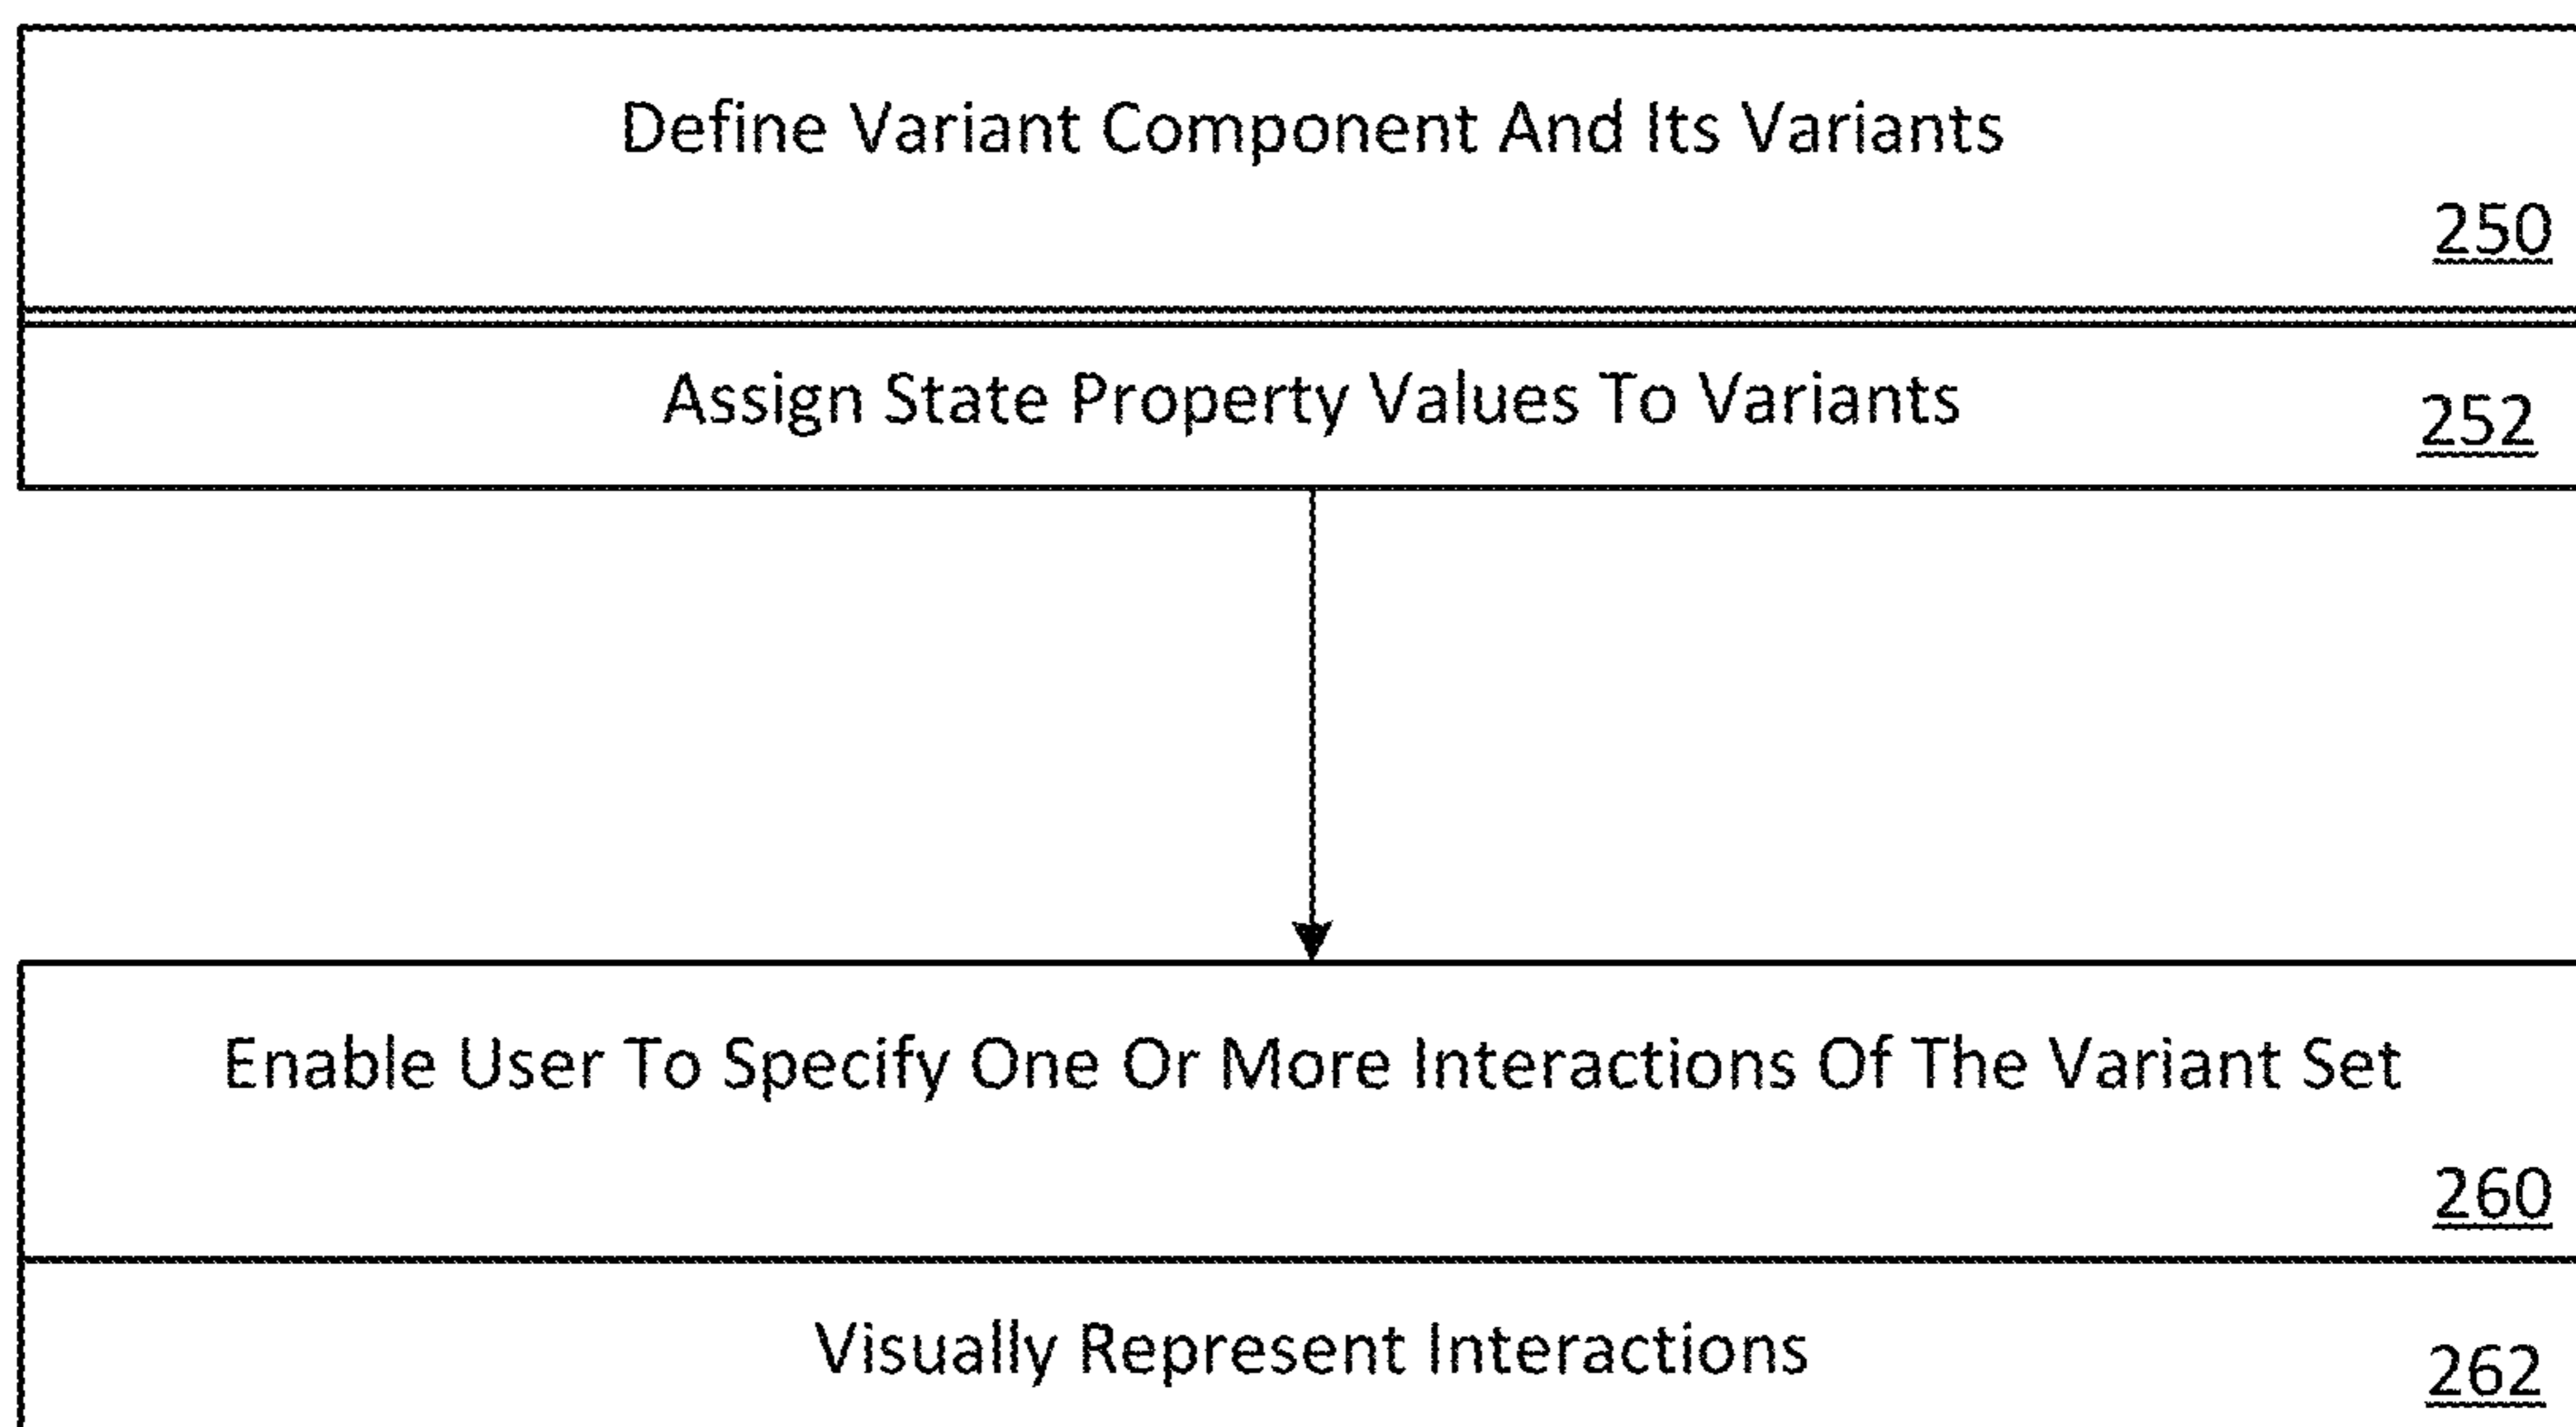 Define Variant Component And Its Variants
250
Assign State Property Values To Variants
252
Enable User To Specify One Or More Interactions Of The Variant Set
260
Visually Represent Interactions
262